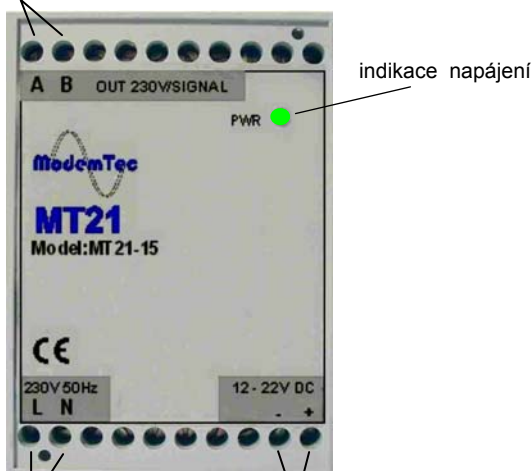 A B OUT 230V/SIGNAL
indikace napájení
PWR
ModemTec
MT21
Model:MT21-15
CE
230V 50Hz 12 - 22V DC
L N - +